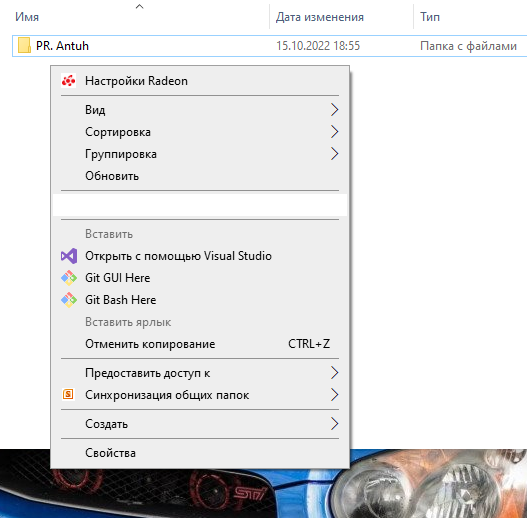 Имя Дата изменения Тип
PR. Antuh 15.10.2022 18:55 Папка с файлами
Настройки Radeon
Вид
Сортировка
Группировка
Обновить
Вставить
Открыть с помощью Visual Studio
Git GUI Here
Git Bash Here
Вставить ярлык
Отменить копирование CTRL+Z
Предоставить доступ к
Синхронизация общих папок
Создать
Свойства
STI